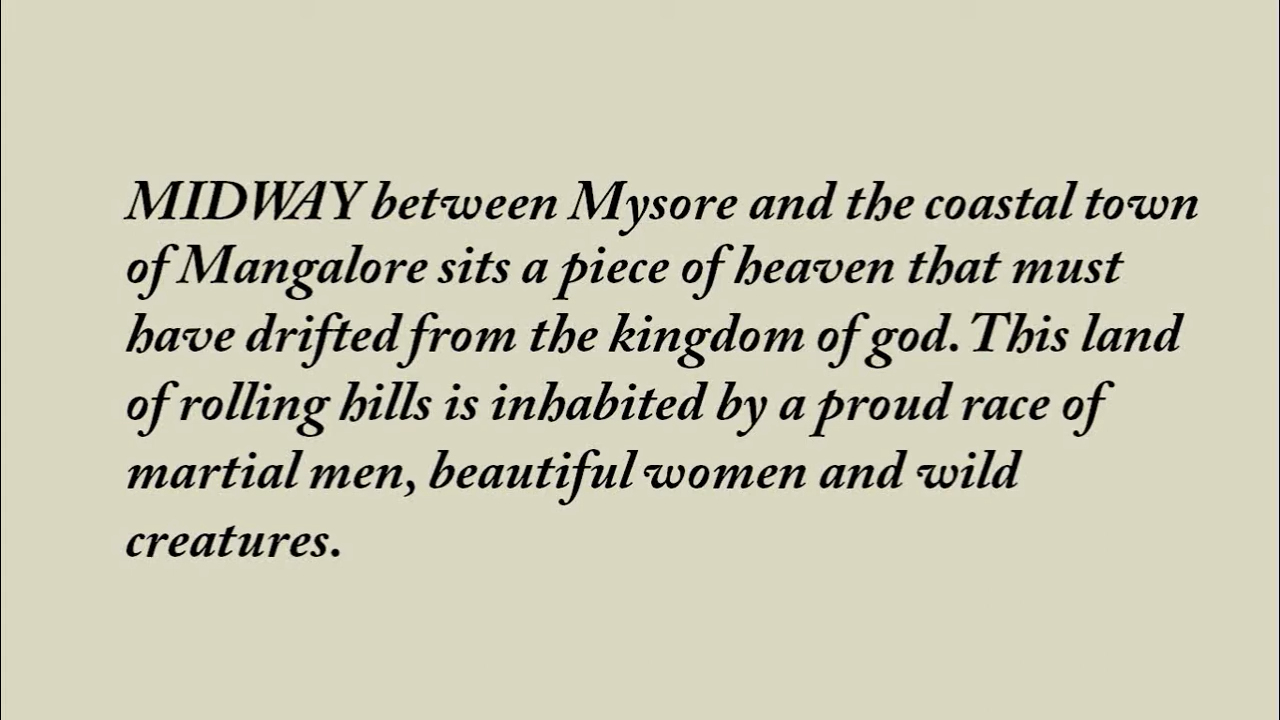 MIDWAY between Mysore and the coastal town
of Mangalore sits a piece of heaven that must
have drifted from the kingdom of god. This land
of rolling hills is inhabited by a proud race of
martial men, beautiful women and wild
creatures.